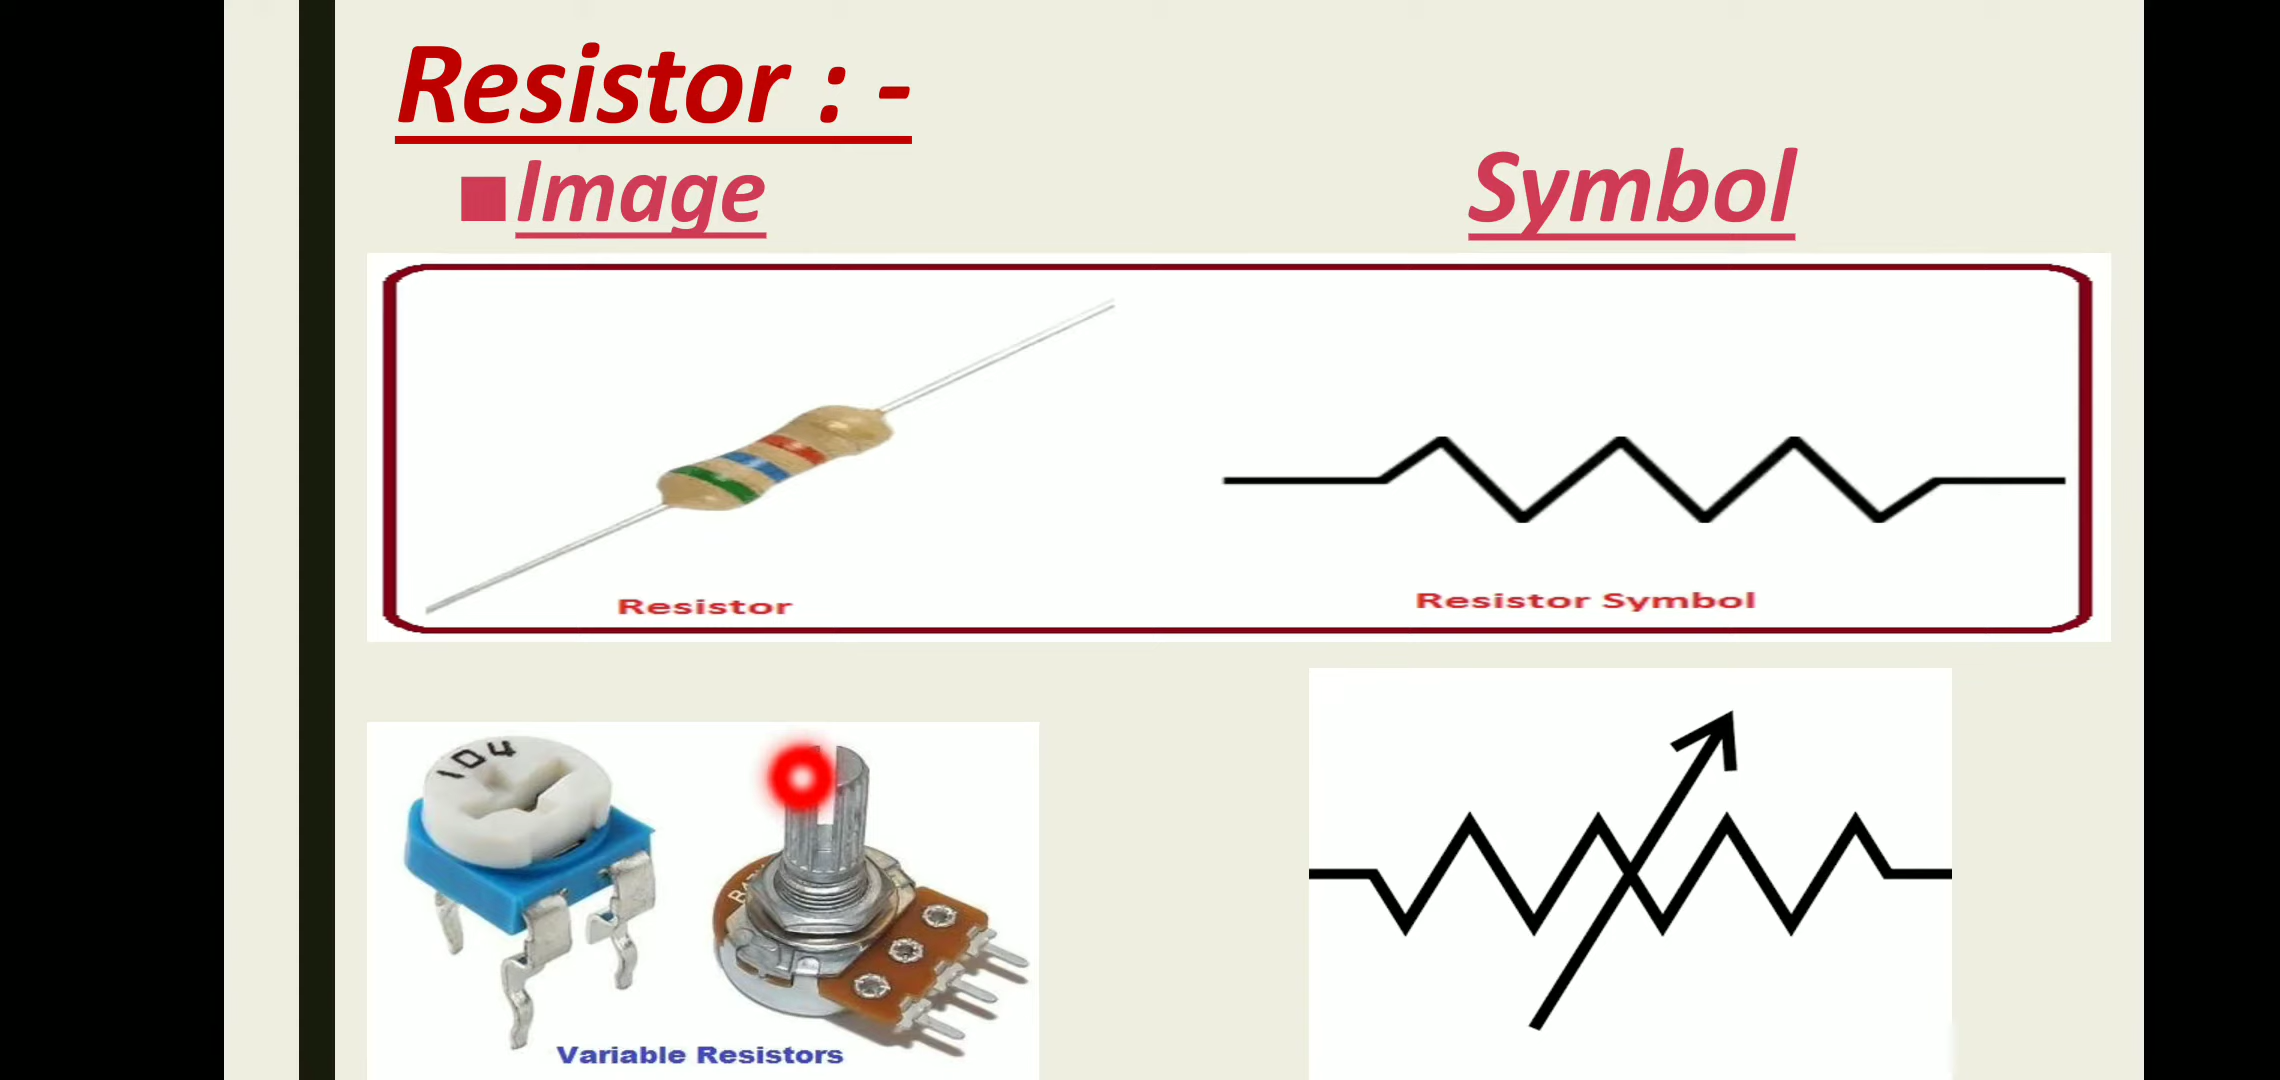 Resistor : -
Image
Symbol
Resistor
Resistor Symbol
104
Variable Resistors